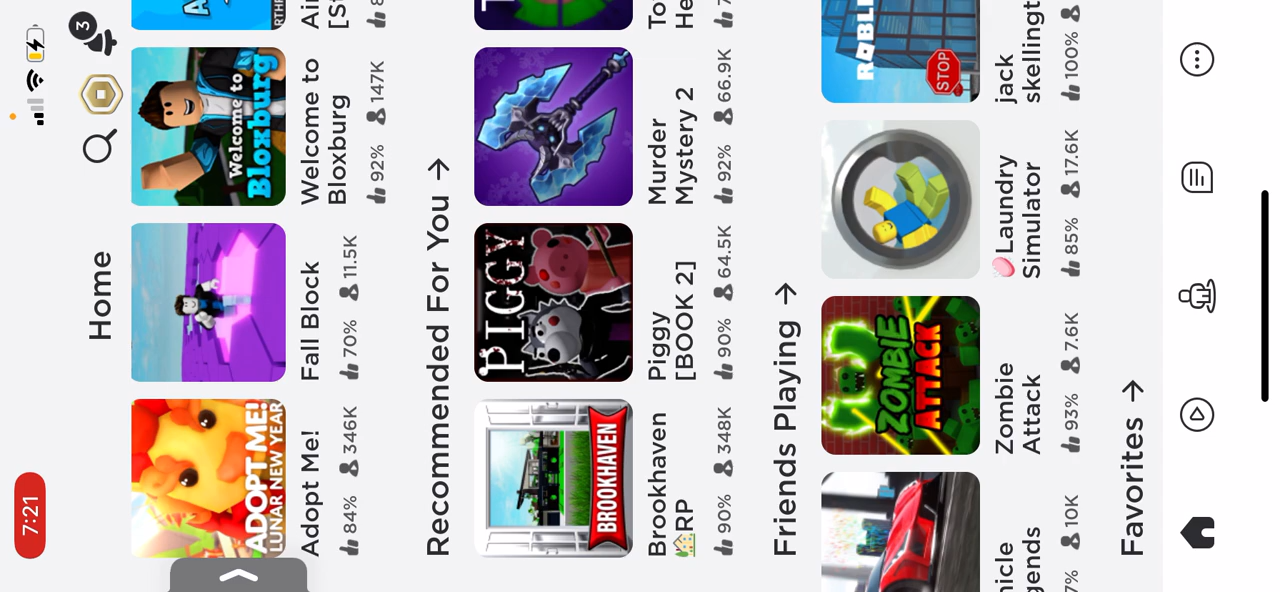 7:21
Home
3
ADOPT ME!
LUNAR NEW YEAR
Welcome to
Bloxburg
Adopt Me!
84% 346K
Fall Block
70% 11.5K
Welcome to
Bloxburg
92% 147K
Recommended For You →
BROOKHAVEN
PIGGY
Brookhaven
🏡RP
90% 348K
Piggy
[BOOK 2]
90% 64.5K
Murder
Mystery 2
92% 66.9K
Friends Playing →
ZOMBIE
ATTACK
ROBL
STOP
10K
Zombie
Attack
93% 7.6K
🧼Laundry
Simulator
85% 17.6K
jack
skellingt
100%
Favorites →